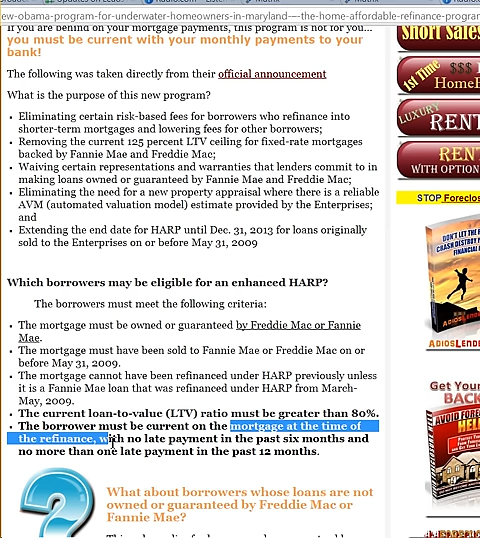 ew-obama-program-for-underwater-homeowners-in-maryland-—-the-home-affordable-refinance-program
If you are behind on your mortgage payments, this program is not for you...
you must be current with your monthly payments to your
bank!
The following was taken directly from their official announcement
What is the purpose of this new program?
Eliminating certain risk-based fees for borrowers who refinance into
shorter-term mortgages and lowering fees for other borrowers;
Removing the current 125 percent LTV ceiling for fixed-rate mortgages
backed by Fannie Mae and Freddie Mac;
Waiving certain representations and warranties that lenders commit to in
making loans owned or guaranteed by Fannie Mae and Freddie Mac;
Eliminating the need for a new property appraisal where there is a reliable
AVM (automated valuation model) estimate provided by the Enterprises;
and
Extending the end date for HARP until Dec. 31, 2013 for loans originally
sold to the Enterprises on or before May 31, 2009
Which borrowers may be eligible for an enhanced HARP?
The borrowers must meet the following criteria:
The mortgage must be owned or guaranteed by Freddie Mac or Fannie
Mae.
The mortgage must have been sold to Fannie Mae or Freddie Mac on or
before May 31, 2009.
The mortgage cannot have been refinanced under HARP previously unless
it is a Fannie Mae loan that was refinanced under HARP from March-
May, 2009.
The current loan-to-value (LTV) ratio must be greater than 80%.
The borrower must be current on the mortgage at the time of
the refinance, with no late payment in the past six months and
no more than one late payment in the past 12 months.
What about borrowers whose loans are not
owned or guaranteed by Freddie Mac or
Fannie Mae?
Short Sales
1st Time $$$
HomeB
LUXURY
RENT
RENT
WITH OPTION
STOP Foreclos
DON'T LET THE
CRASH DESTROY
FINANCIAL
ADIOSLENDE
ADIOSLENDE
Get Your
BACK
AVOID FORE
HELP